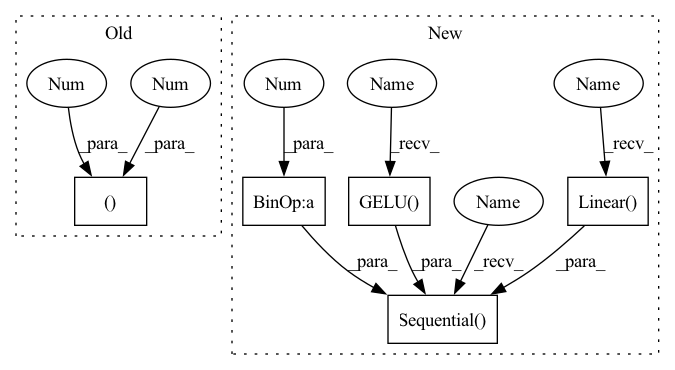 Old
New
Num
Num
Num
Name
Name
_para_
_para_
_para_
_recv_
_recv_
()
BinOp:a
GELU()
Name
Linear()
_para_
_para_
_recv_
_para_
Sequential()